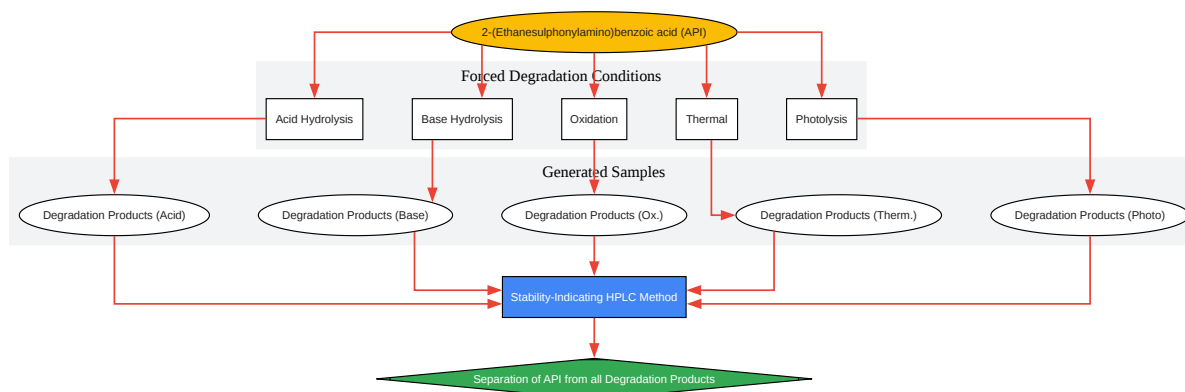 2-(Ethanesulphonylamino)benzoic acid (API)
Forced Degradation Conditions
Acid Hydrolysis
Base Hydrolysis
Oxidation
Thermal
Photolysis
Generated Samples
Degradation Products (Acid)
Degradation Products (Base)
Degradation Products (Ox.)
Degradation Products (Therm.)
Degradation Products (Photo)
Stability-Indicating HPLC Method
Separation of API from all Degradation Products